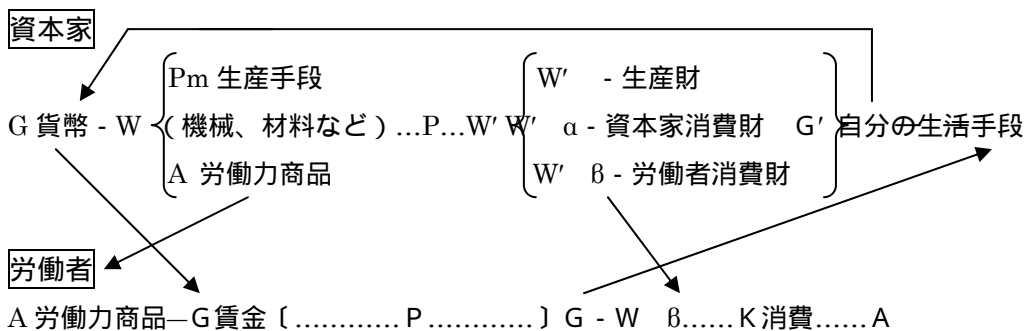 資本家
Pm 生産手段 W′ - 生産財
G 貨幣 - W (機械、材料など)…P…W′ W′ α - 資本家消費財 G′ 自分の生活手段
A 労働力商品 W′ β - 労働者消費財
労働者
A 労働力商品—G賃金〔…………P…………〕G - W β……K消費……A